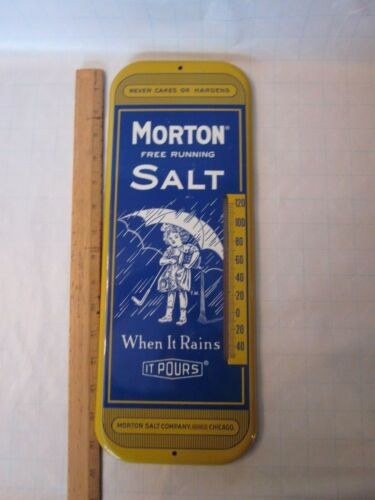 NEVER CAKES OR HARDENS
MORTON®
FREE RUNNING
SALT
120
100
80
60
40
20
0
20
40
When It Rains
IT POURS®
MORTON SALT COMPANY, CHICAGO.